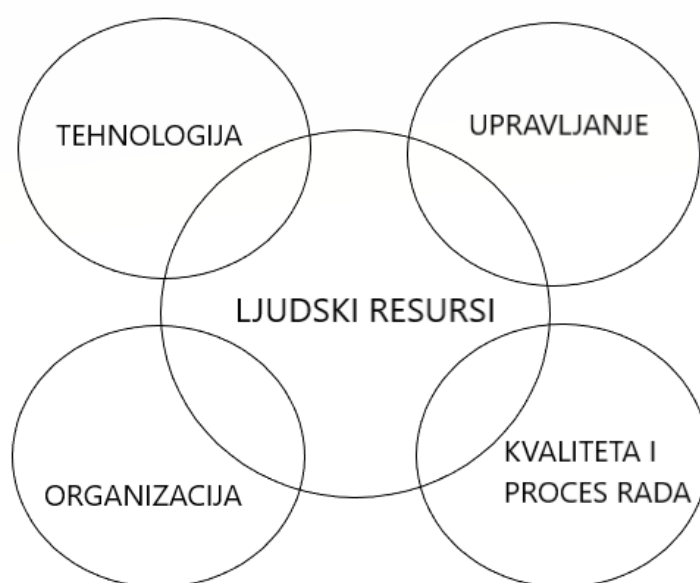 TEHNOLOGIJA
UPRAVLJANJE
LJUDSKI RESURSI
ORGANIZACIJA
KVALITETA I
PROCES RADA